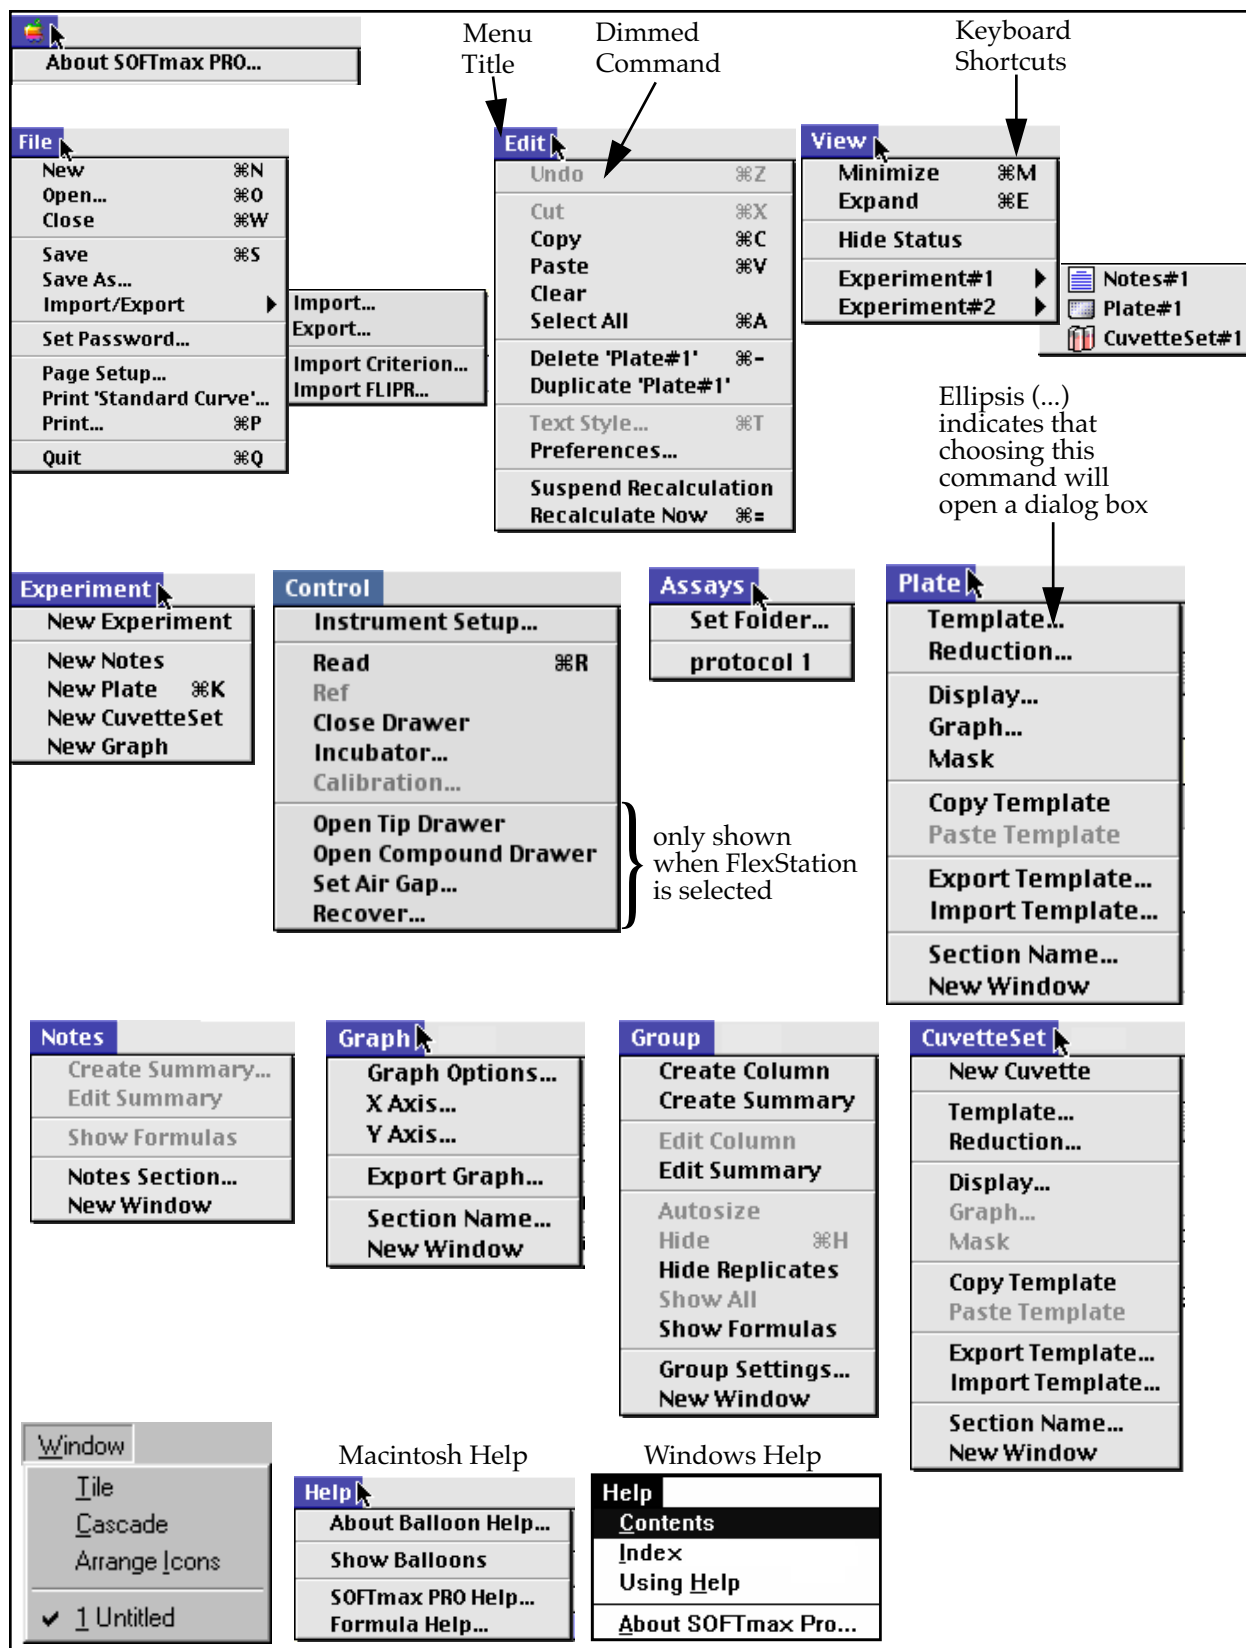 About SOFTmax PRO...
Menu
Title
Dimmed
Command
Keyboard
Shortcuts
File
New ⌘N
Open... ⌘O
Close ⌘W
Save ⌘S
Save As...
Import/Export
Set Password...
Page Setup...
Print 'Standard Curve'...
Print... ⌘P
Quit ⌘Q
Import...
Export...
Import Criterion...
Import FLIPR...
Edit
Undo ⌘Z
Cut ⌘X
Copy ⌘C
Paste ⌘V
Clear
Select All ⌘A
Delete 'Plate#1' ⌘-
Duplicate 'Plate#1'
Text Style... ⌘T
Preferences...
Suspend Recalculation
Recalculate Now ⌘=
View
Minimize ⌘M
Expand ⌘E
Hide Status
Experiment#1
Experiment#2
Notes#1
Plate#1
CuvetteSet#1
Ellipsis (...)
indicates that
choosing this
command will
open a dialog box
Experiment
New Experiment
New Notes
New Plate ⌘K
New CuvetteSet
New Graph
Control
Instrument Setup...
Read ⌘R
Ref
Close Drawer
Incubator...
Calibration...
Open Tip Drawer
Open Compound Drawer
Set Air Gap...
Recover...
only shown
when FlexStation
is selected
Assays
Set Folder...
protocol 1
Plate
Template...
Reduction...
Display...
Graph...
Mask
Copy Template
Paste Template
Export Template...
Import Template...
Section Name...
New Window
Notes
Create Summary...
Edit Summary
Show Formulas
Notes Section...
New Window
Graph
Graph Options...
X Axis...
Y Axis...
Export Graph...
Section Name...
New Window
Group
Create Column
Create Summary
Edit Column
Edit Summary
Autosize
Hide ⌘H
Hide Replicates
Show All
Show Formulas
Group Settings...
New Window
CuvetteSet
New Cuvette
Template...
Reduction...
Display...
Graph...
Mask
Copy Template
Paste Template
Export Template...
Import Template...
Section Name...
New Window
Window
Tile
Cascade
Arrange Icons
✓ 1 Untitled
Macintosh Help
Help
About Balloon Help...
Show Balloons
SOFTmax PRO Help...
Formula Help...
Windows Help
Help
Contents
Index
Using Help
About SOFTmax Pro...